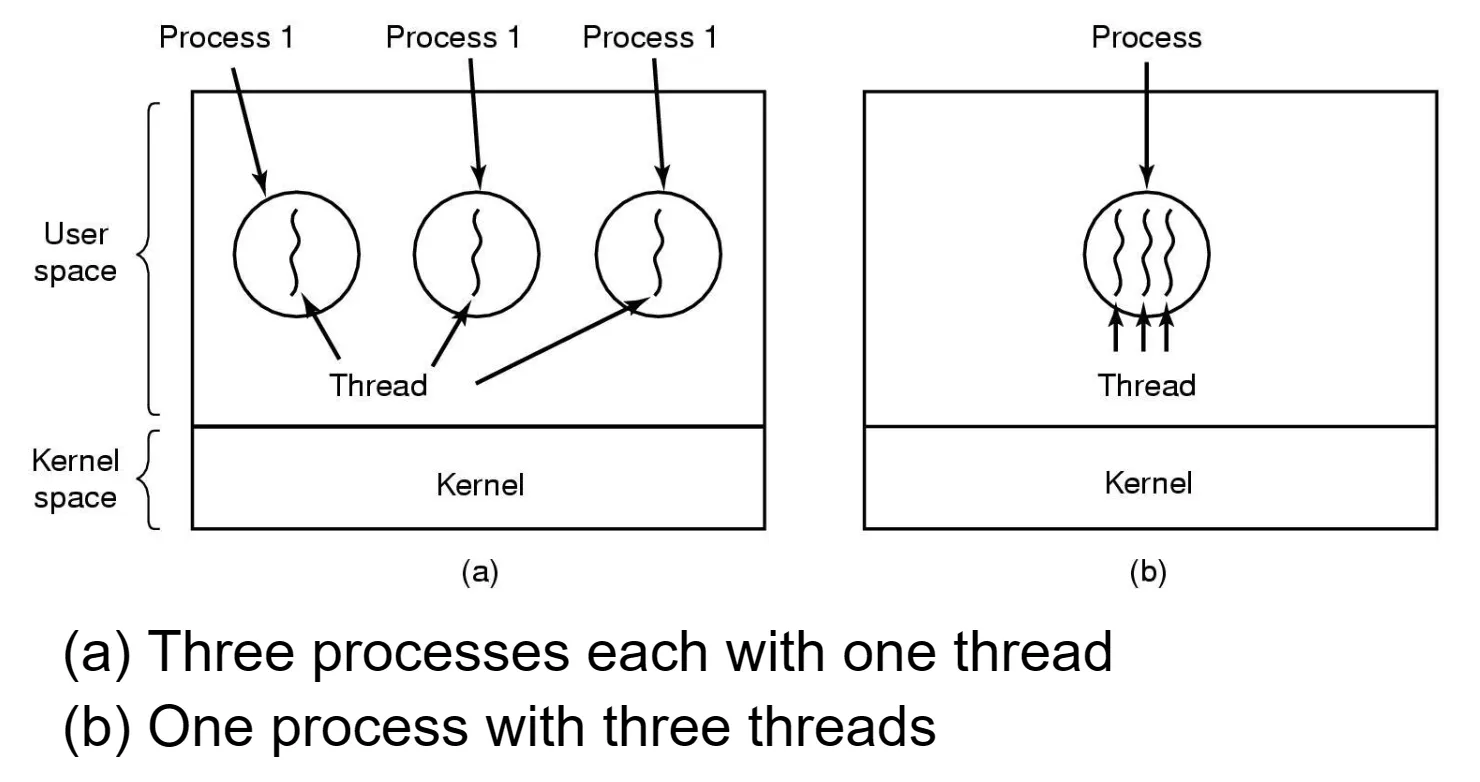 Process 1
Process 1
Process 1
Process
User
space
Thread
Thread
Kernel
space
Kernel
Kernel
(a)
(b)
(a) Three processes each with one thread
(b) One process with three threads